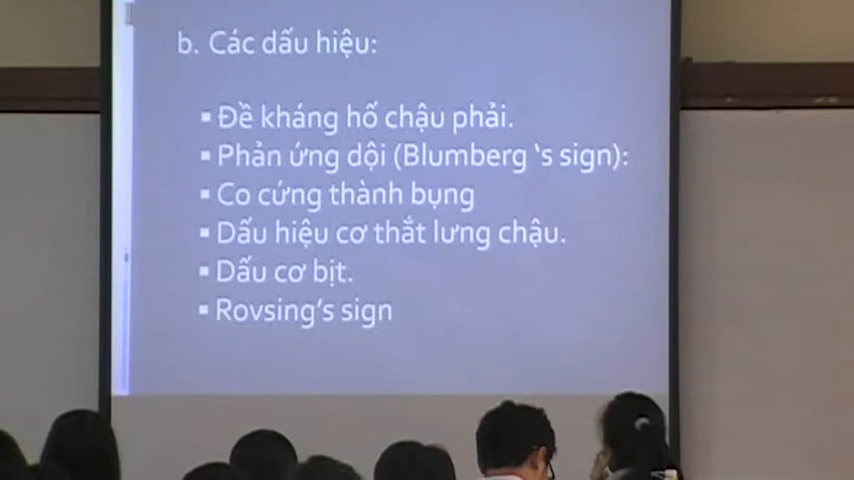 b. Các dấu hiệu:
▪ Đề kháng hố chậu phải.
▪ Phản ứng dội (Blumberg ‘s sign):
▪ Co cứng thành bụng
▪ Dấu hiệu cơ thắt lưng chậu.
▪ Dấu cơ bịt.
▪ Rovsing’s sign